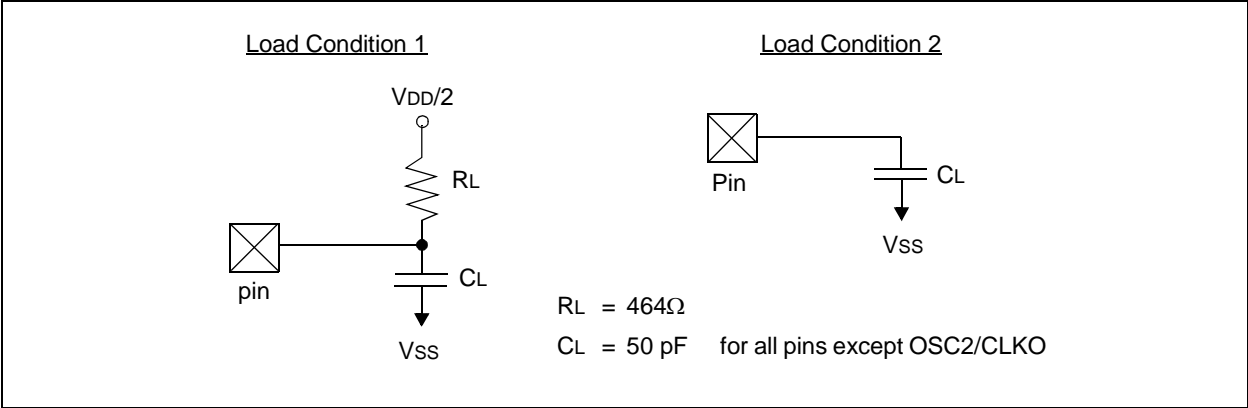 Load Condition 1
VDD/2
RL
pin
CL
VSS
Load Condition 2
Pin
CL
VSS
RL = 464Ω
CL = 50 pF for all pins except OSC2/CLKO